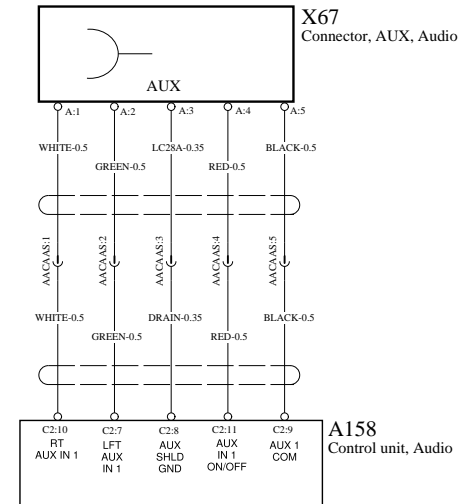 X67
Connector, AUX, Audio
AUX
A:1
A:2
A:3
A:4
A:5
WHITE-0.5
LC28A-0.35
BLACK-0.5
GREEN-0.5
RED-0.5
AACAAS:1
AACAAS:2
AACAAS:3
AACAAS:4
AACAAS:5
WHITE-0.5
DRAIN-0.35
BLACK-0.5
GREEN-0.5
RED-0.5
A158
Control unit, Audio
C2:10
C2:7
C2:8
C2:11
C2:9
RT
AUX IN 1
LFT
AUX
IN 1
AUX
SHLD
GND
AUX
IN 1
ON/OFF
AUX 1
COM